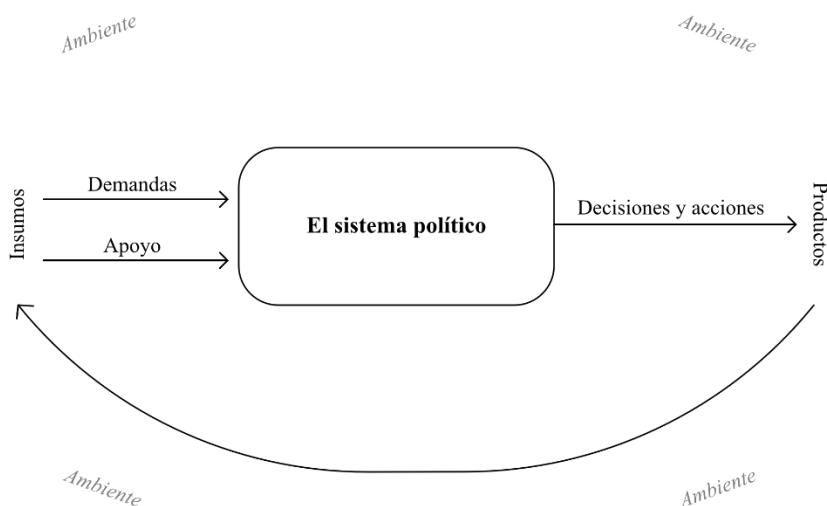 Ambiente
Ambiente
Insumos
Demandas
Apoyo
El sistema político
Decisiones y acciones
Productos
Ambiente
Ambiente